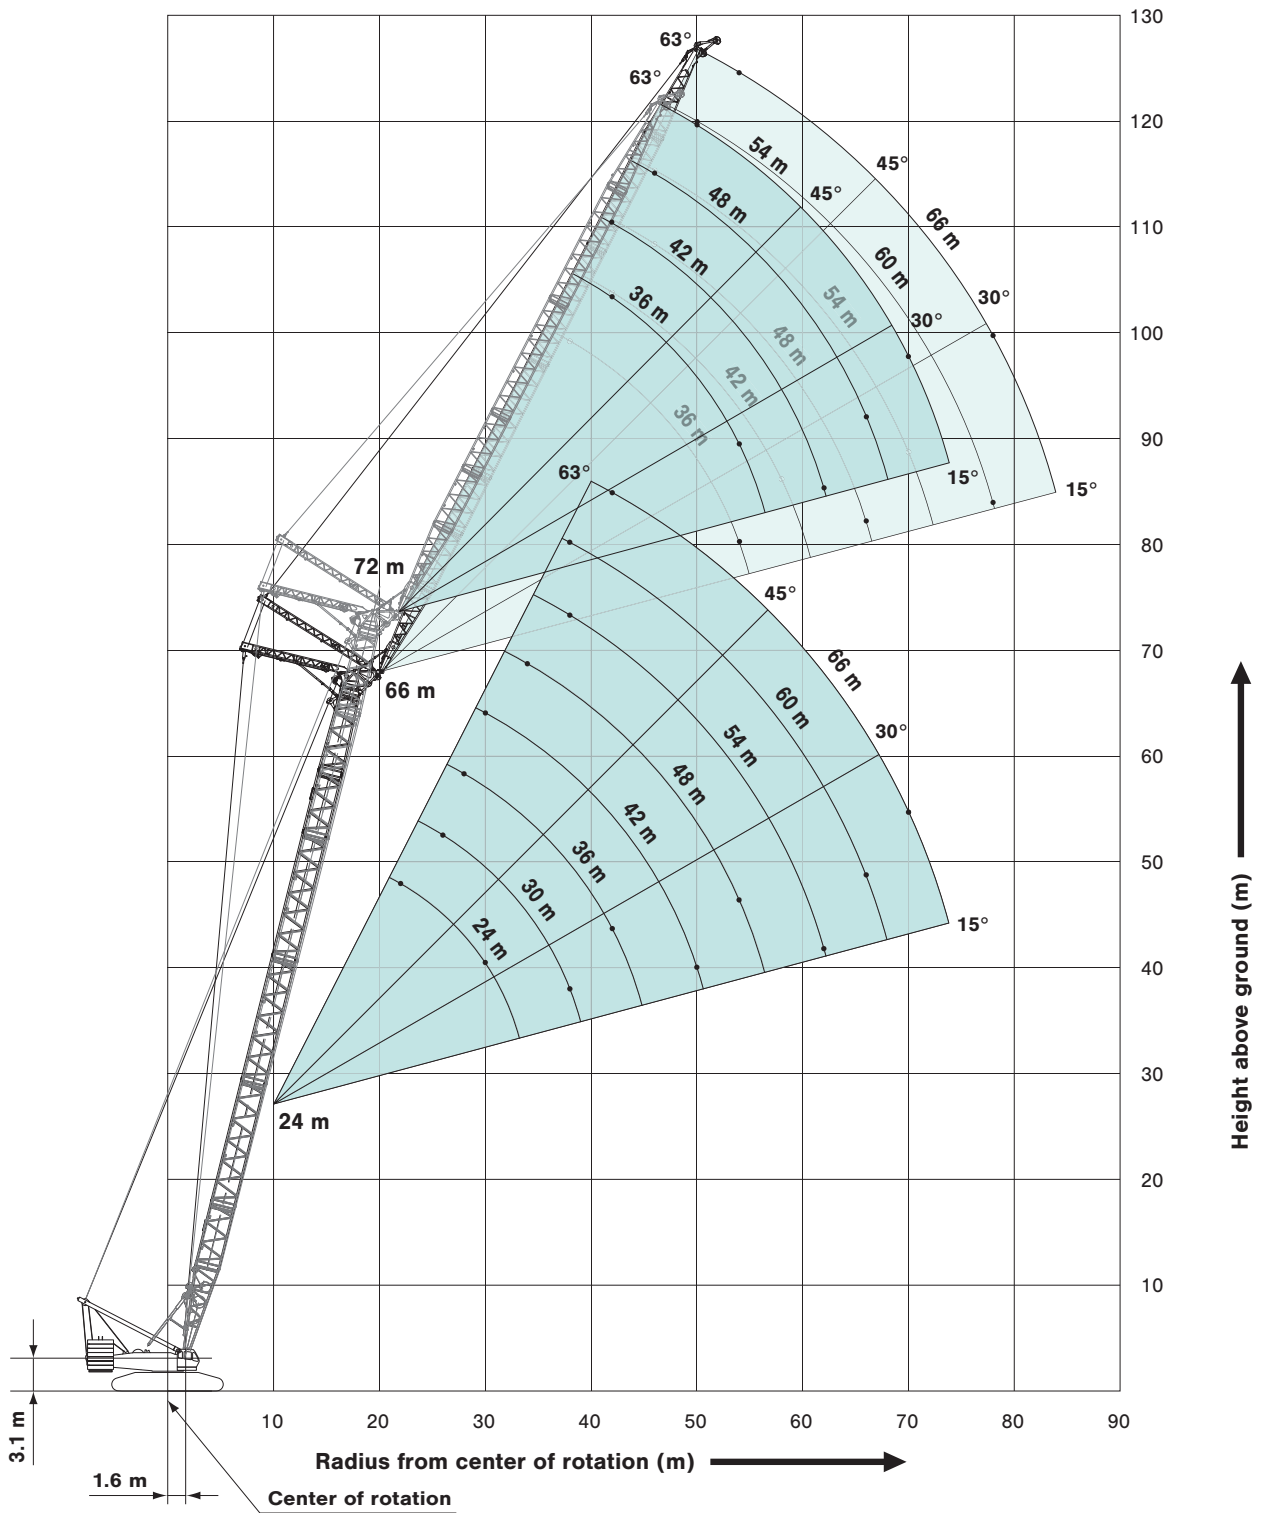 130
63°
63°
120
54 m
45°
45°
48 m
66 m
110
42 m
60 m
36 m
54 m
30°
30°
100
48 m
42 m
36 m
90
63°
15°
15°
80
72 m
45°
70
66 m
66 m
60 m
30°
54 m
60
48 m
42 m
50
36 m
30 m
24 m
15°
40
30
24 m
20
10
Height above ground (m)
3.1 m
10 20 30 40 50 60 70 80 90
Radius from center of rotation (m)
1.6 m
Center of rotation